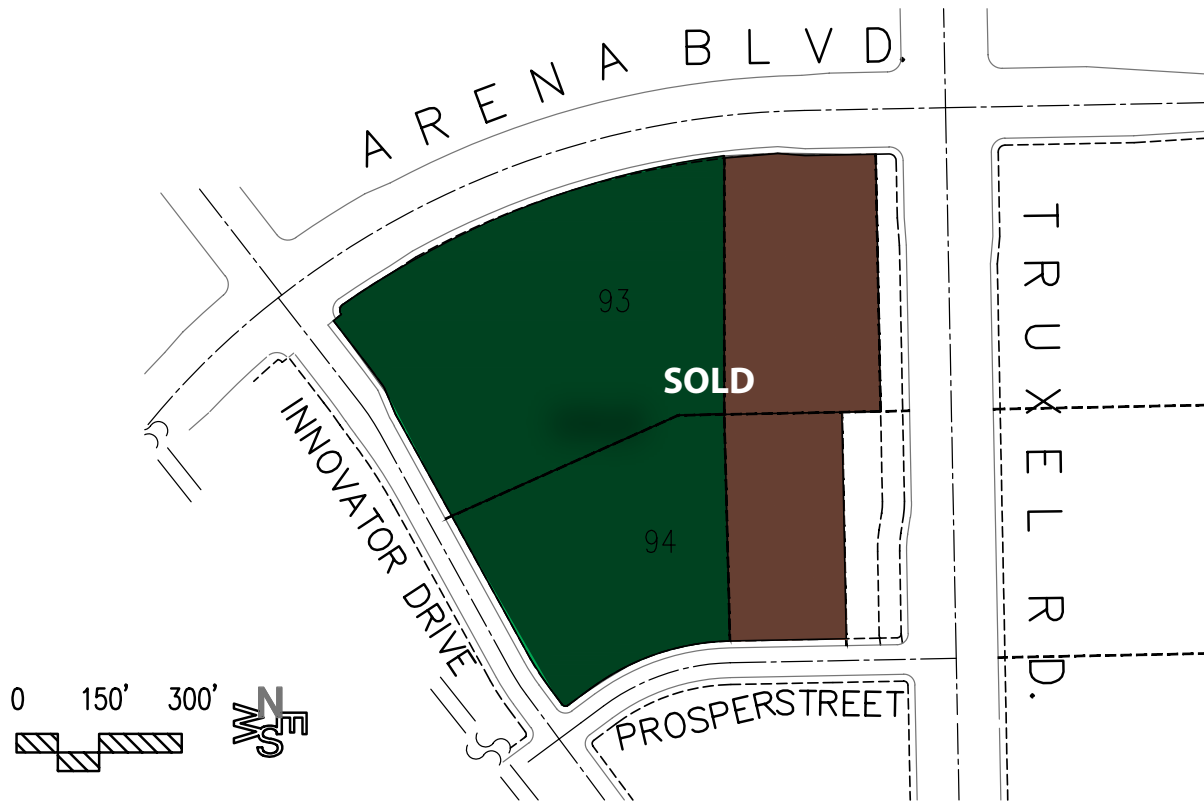 ARENA BLVD.
93
TRUXEL RD.
SOLD
INNOVATOR DRIVE
94
0 150' 300'
N
W E
S
PROSPERSTREET